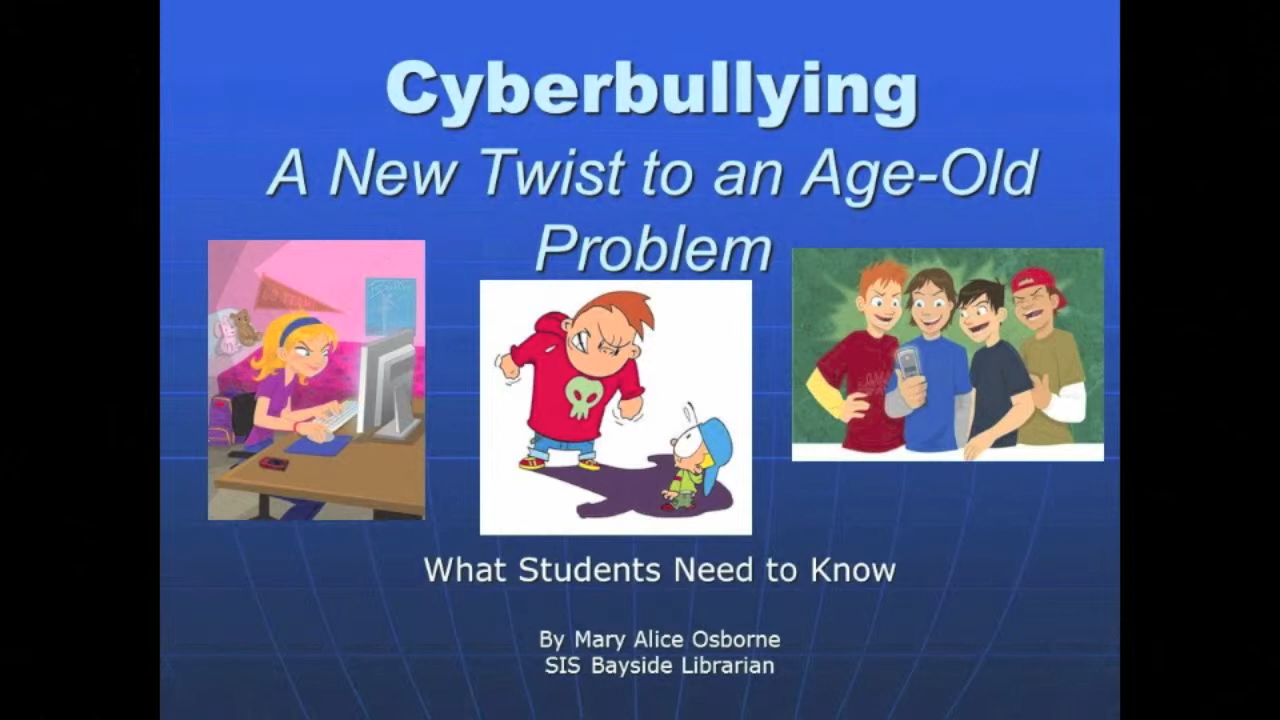 Cyberbullying
A New Twist to an Age-Old
Problem
What Students Need to Know
By Mary Alice Osborne
SIS Bayside Librarian